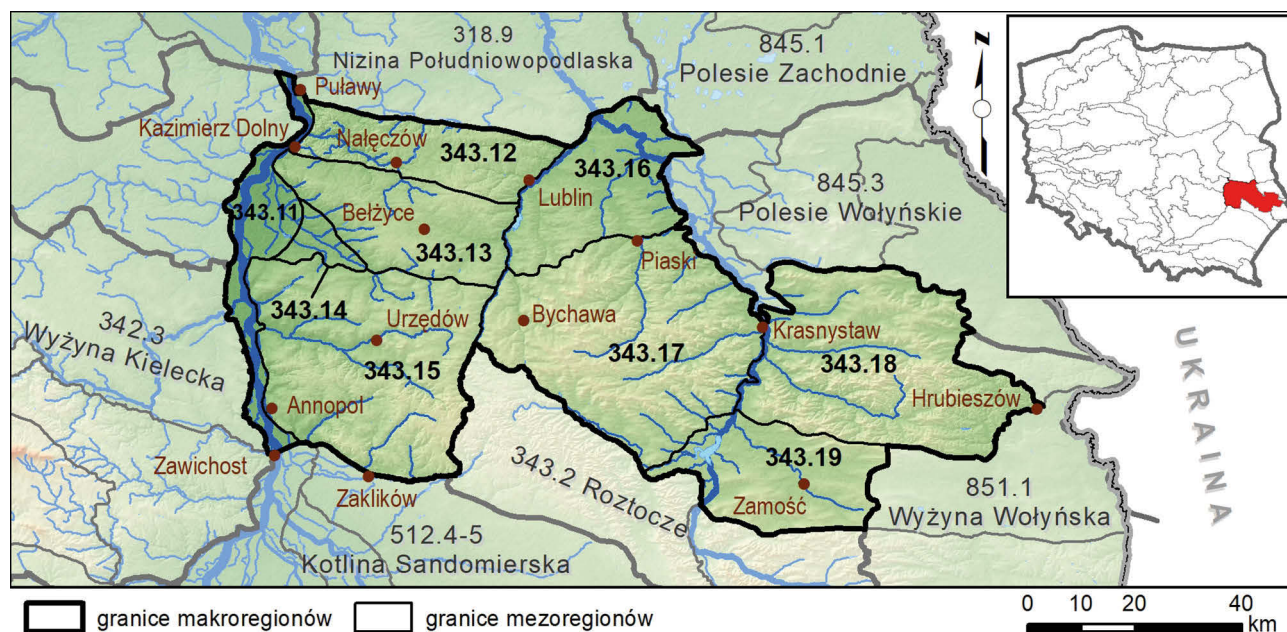 318.9
Nizina Południowopodlaska
845.1
Polesie Zachodnie
z
Puławy
Kazimierz Dolny
Nałęczów
343.12
343.16
Lublin
845.3
Polesie Wołyńskie
343.11
Bełżyce
343.13
Piaski
343.14
Urzędów
Bychawa
342.3
Wyżyna Kielecka
343.15
343.17
Krasnystaw
343.18
Hrubieszów
Annopol
Zawichost
Zaklików
343.2 Roztocze
343.19
Zamość
851.1
Wyżyna Wołyńska
512.4-5
Kotlina Sandomierska
UKRAINA
granice makroregionów
granice mezoregionów
0 10 20 40
km